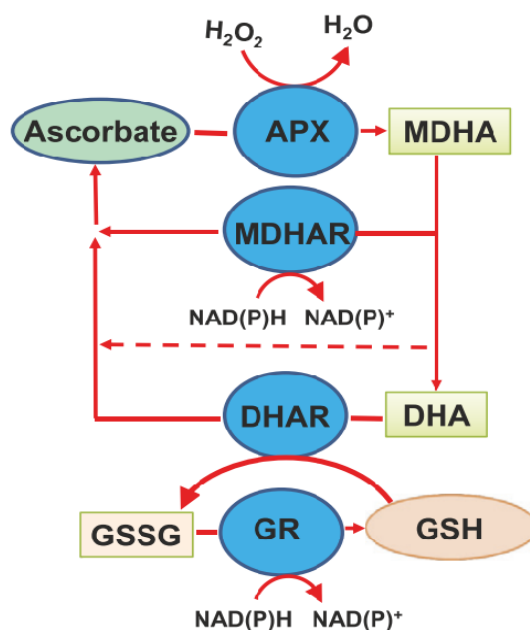 H₂O₂ H₂O
Ascorbate APX MDHA
MDHAR
NAD(P)H NAD(P)⁺
DHAR DHA
GSSG GR GSH
NAD(P)H NAD(P)⁺